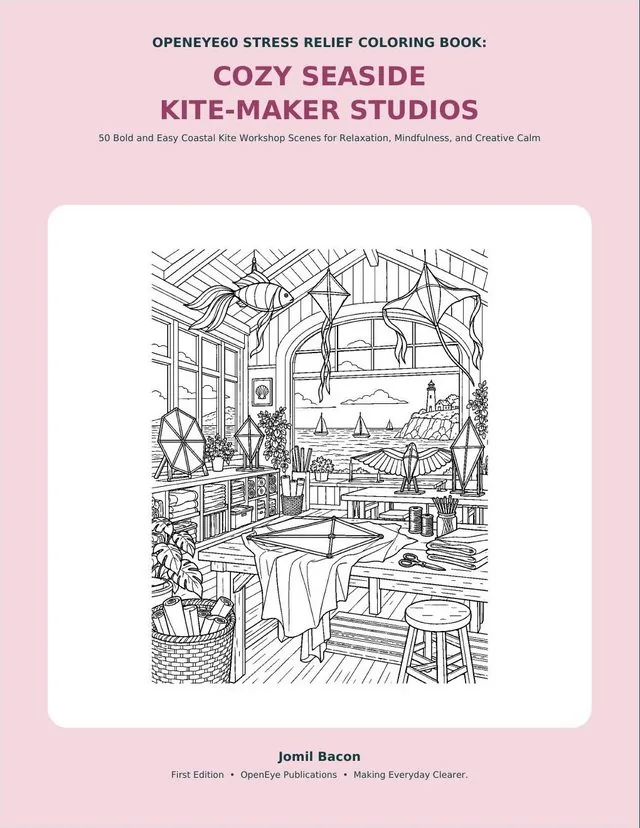 OPENEYE60 STRESS RELIEF COLORING BOOK:
COZY SEASIDE
KITE-MAKER STUDIOS
50 Bold and Easy Coastal Kite Workshop Scenes for Relaxation, Mindfulness, and Creative Calm
Jomil Bacon
First Edition • OpenEye Publications • Making Everyday Clearer.